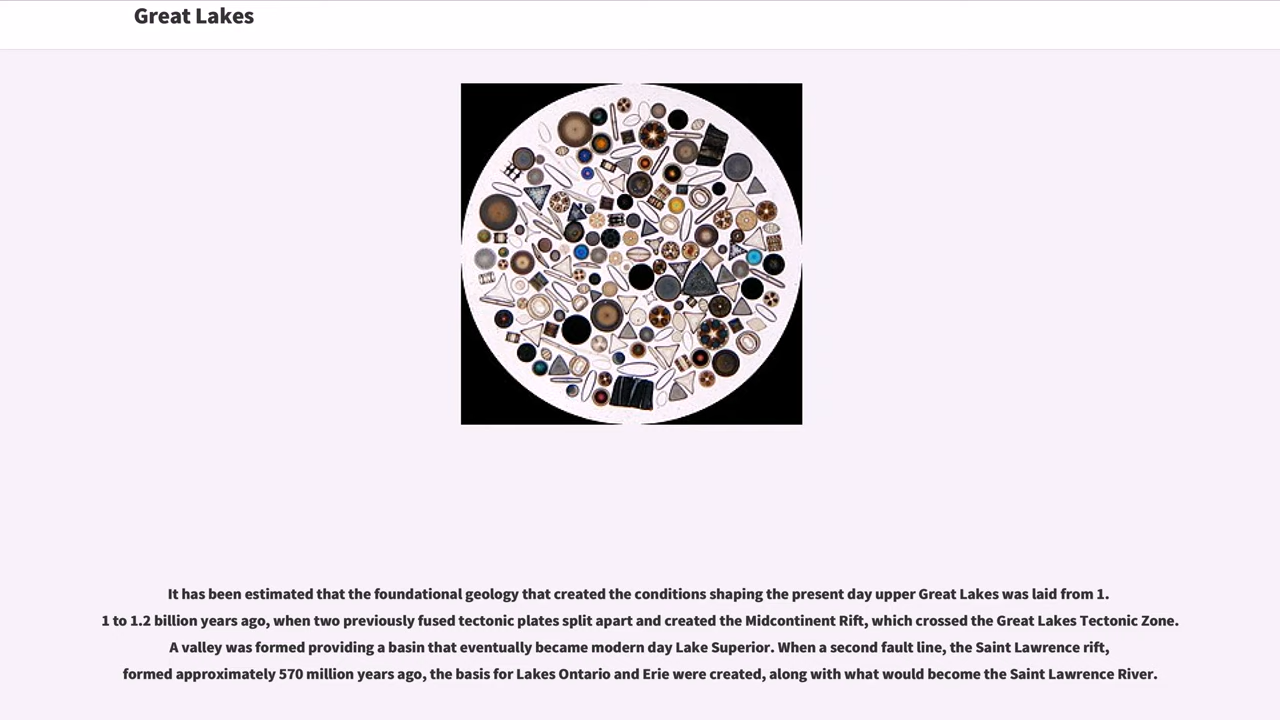 Great Lakes
It has been estimated that the foundational geology that created the conditions shaping the present day upper Great Lakes was laid from 1.
1 to 1.2 billion years ago, when two previously fused tectonic plates split apart and created the Midcontinent Rift, which crossed the Great Lakes Tectonic Zone.
A valley was formed providing a basin that eventually became modern day Lake Superior. When a second fault line, the Saint Lawrence rift,
formed approximately 570 million years ago, the basis for Lakes Ontario and Erie were created, along with what would become the Saint Lawrence River.